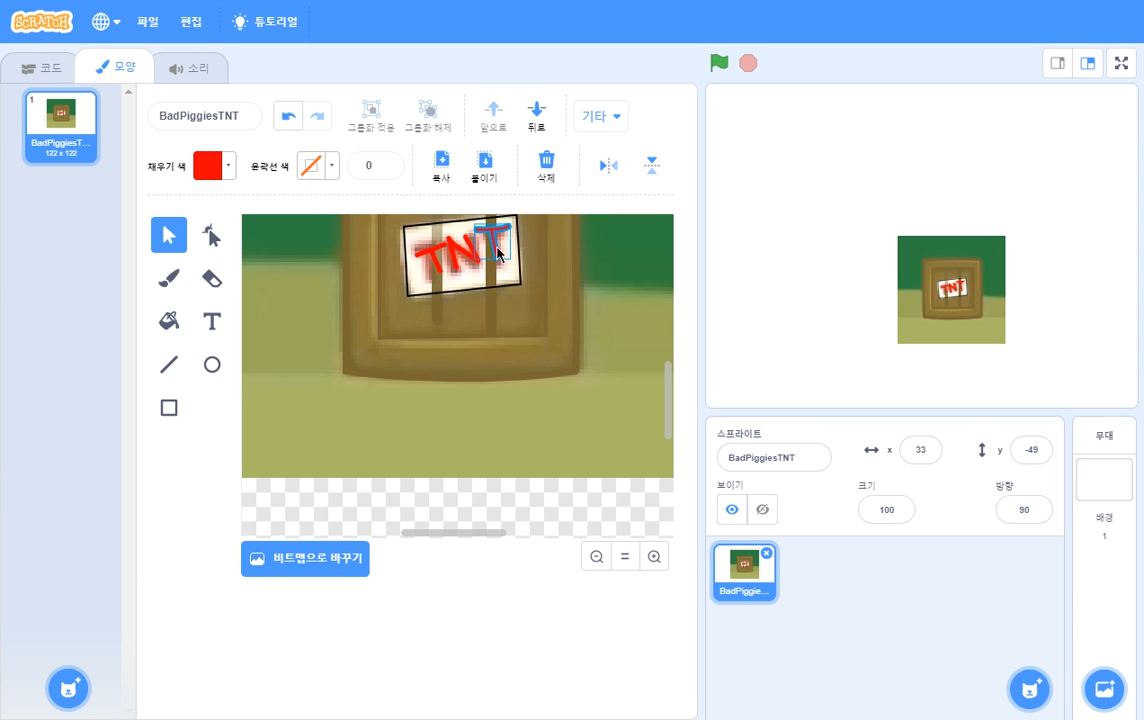 SCRATCH
파일
편집
튜토리얼
코드
모양
소리
1
BadPiggiesT...
122 x 122
BadPiggiesTNT
그룹화 적용
그룹화 해제
앞으로
뒤로
기타
채우기 색
윤곽선 색
0
복사
붙이기
삭제
TNT
비트맵으로 바꾸기
TNT
스프라이트
BadPiggiesTNT
x
33
y
-49
보이기
크기
100
방향
90
BadPiggie...
무대
배경
1